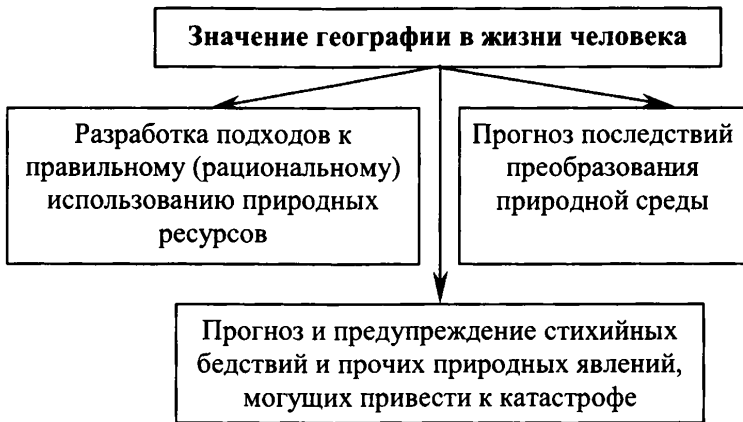 Значение географии в жизни человека
Разработка подходов к
правильному (рациональному)
использованию природных
ресурсов
Прогноз последствий
преобразования
природной среды
Прогноз и предупреждение стихийных
бедствий и прочих природных явлений,
могущих привести к катастрофе